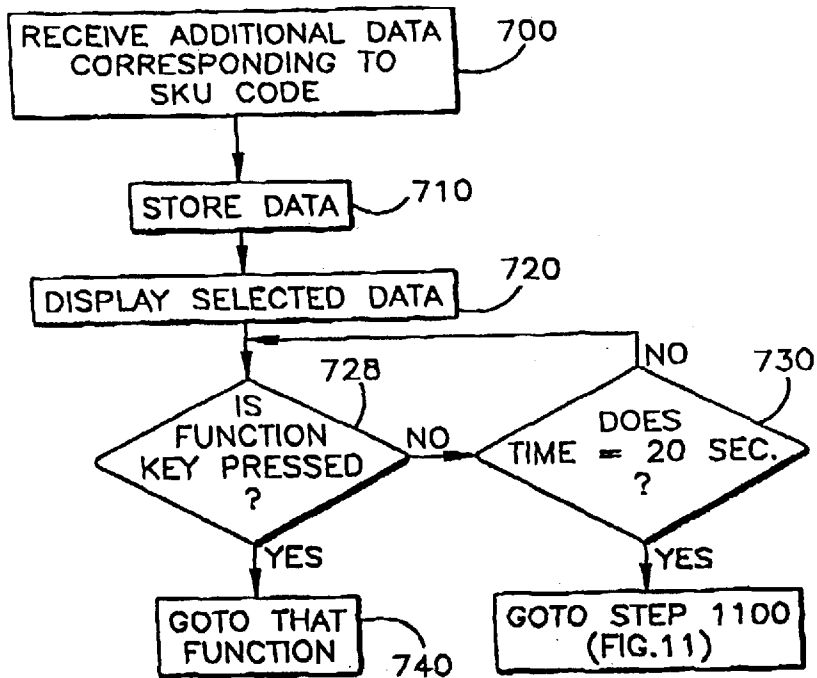 RECEIVE ADDITIONAL DATA
CORRESPONDING TO
SKU CODE
700
STORE DATA
710
DISPLAY SELECTED DATA
720
IS
FUNCTION
KEY PRESSED
?
728
NO
DOES
TIME = 20 SEC.
?
730
NO
YES
GOTO THAT
FUNCTION
740
YES
GOTO STEP 1100
(FIG.11)